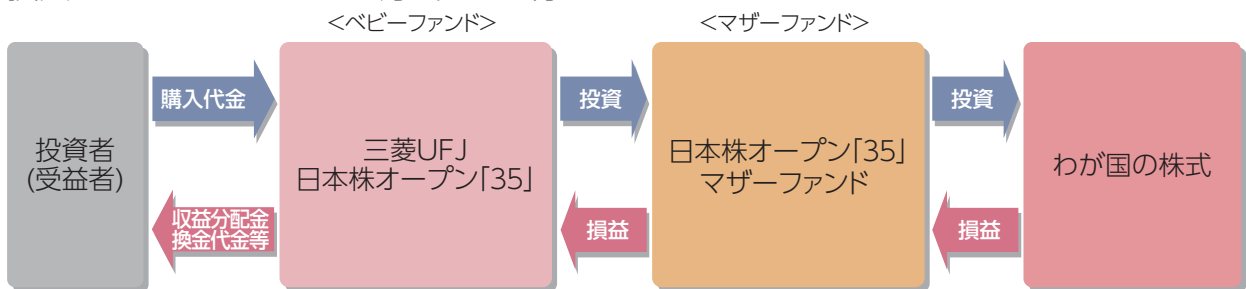 <ベビーファンド>
<マザーファンド>
投資者
(受益者)
購入代金
収益分配金
換金代金等
三菱UFJ
日本株オープン「35」
投資
損益
日本株オープン「35」
マザーファンド
投資
損益
わが国の株式